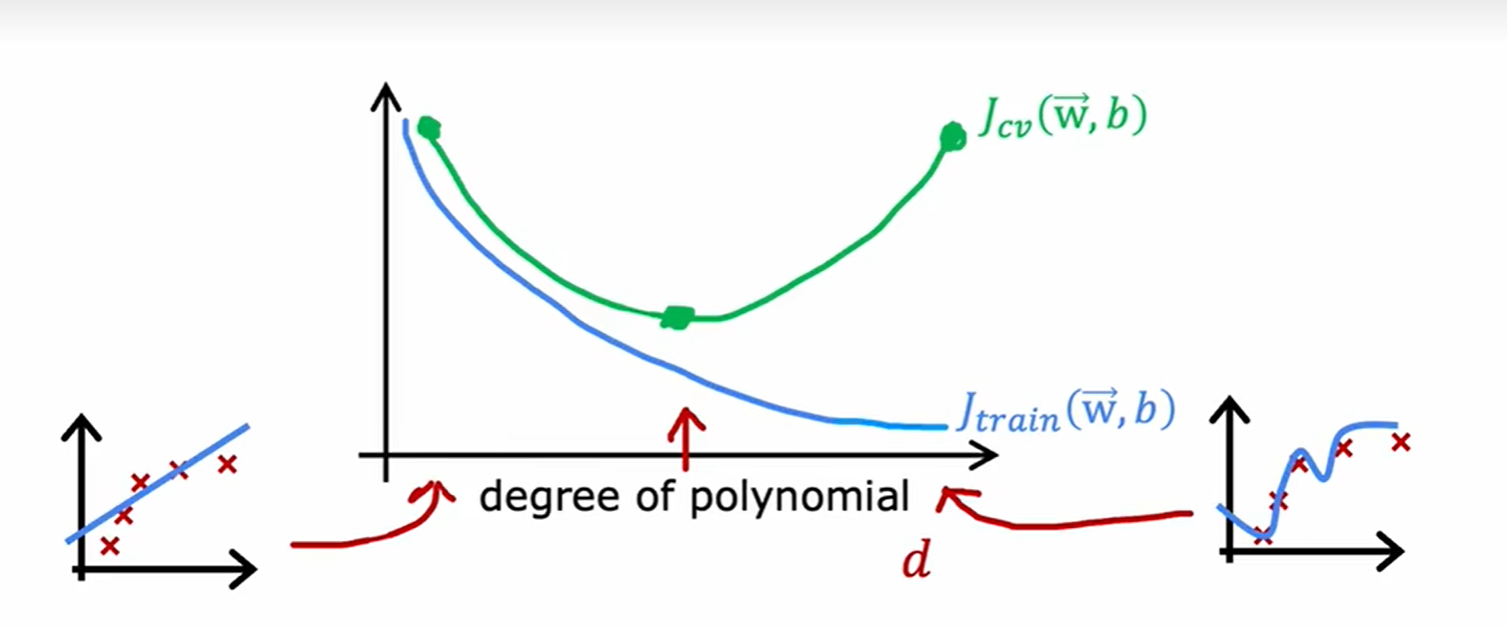 J_cv(w⃗, b)
J_train(w⃗, b)
degree of polynomial
d